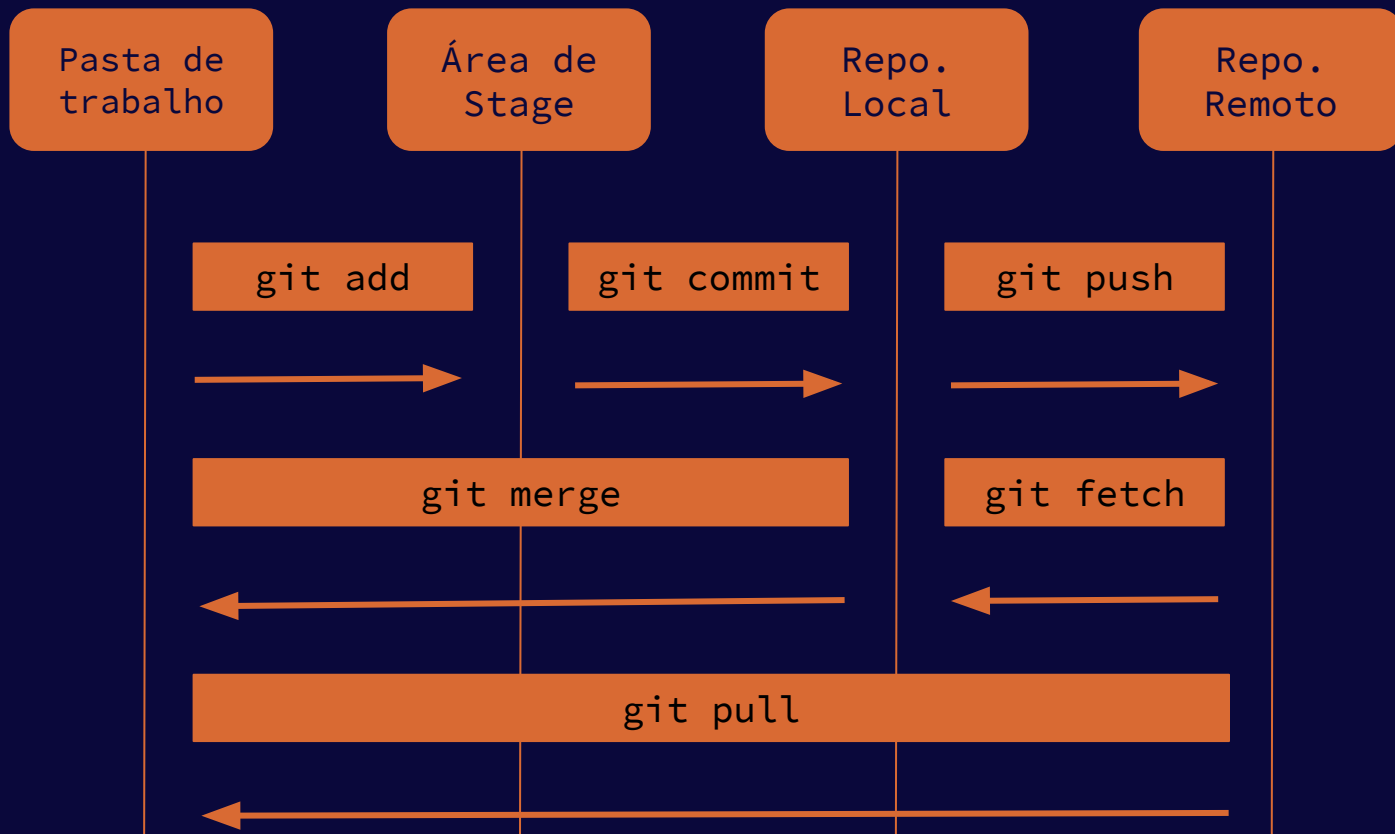 Pasta de
trabalho
Área de
Stage
Repo.
Local
Repo.
Remoto
git add
git commit
git push
git merge
git fetch
git pull